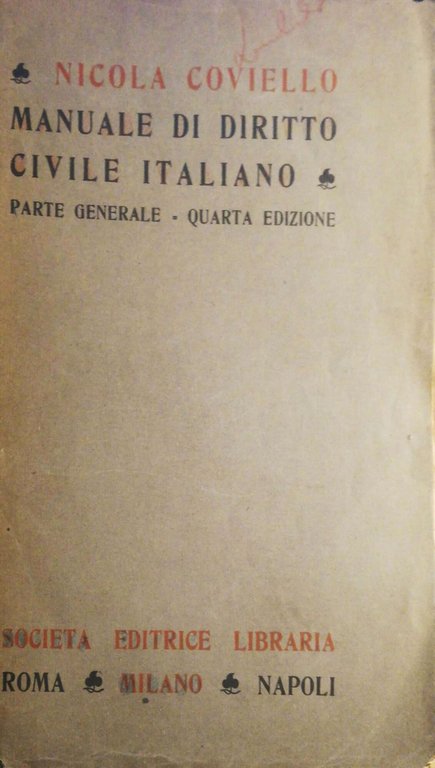 NICOLA COVIELLO
MANUALE DI DIRITTO
CIVILE ITALIANO
PARTE GENERALE - QUARTA EDIZIONE
SOCIETA EDITRICE LIBRARIA
ROMA MILANO NAPOLI